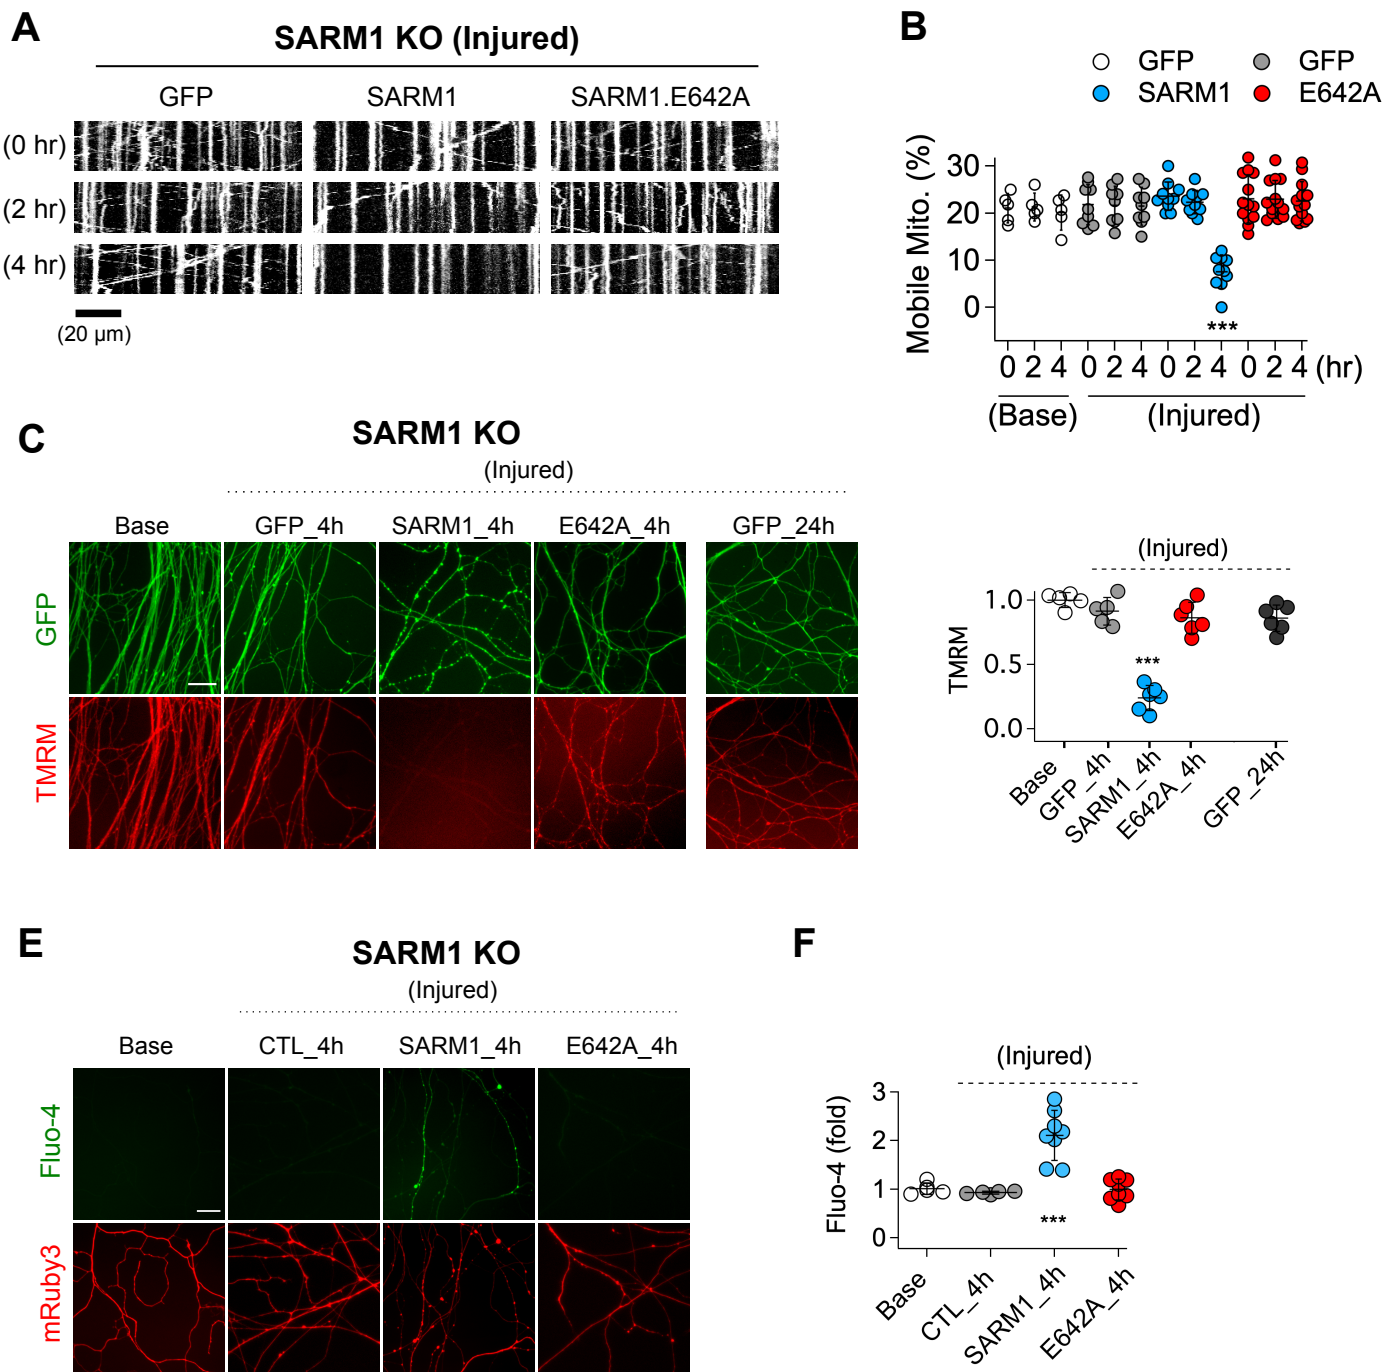 A
SARM1 KO (Injured)
GFP SARM1 SARM1.E642A
(0 hr)
(2 hr)
(4 hr)
(20 µm)
B
GFP GFP
SARM1 E642A
Mobile Mito. (%)
30
20
10
0
***
0 2 4 0 2 4 0 2 4 0 2 4 (hr)
(Base) (Injured)
C
SARM1 KO
(Injured)
Base GFP_4h SARM1_4h E642A_4h GFP_24h
GFP
TMRM
(Injured)
TMRM
1.0
0.5
0.0
***
Base GFP_4h SARM1_4h E642A_4h GFP_24h
E
SARM1 KO
(Injured)
Base CTL_4h SARM1_4h E642A_4h
Fluo-4
mRuby3
F
(Injured)
Fluo-4 (fold)
3
2
1
0
***
Base CTL_4h SARM1_4h E642A_4h